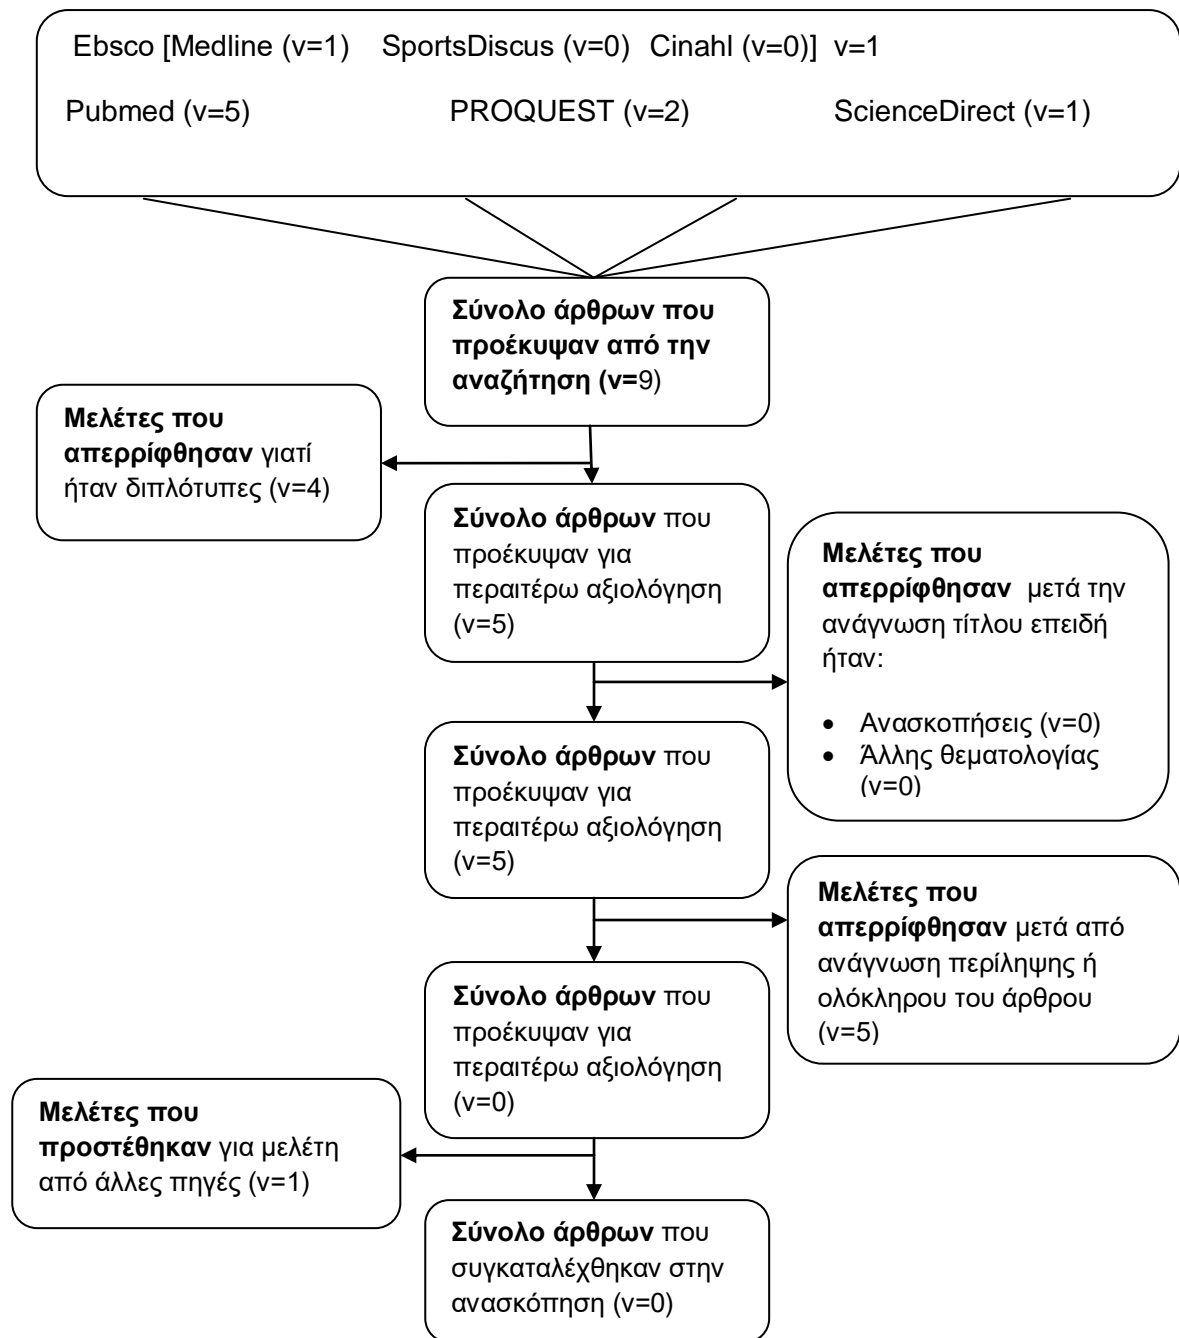 Ebsco [Medline (ν=1) SportsDiscus (ν=0) Cinahl (ν=0)] ν=1
Pubmed (ν=5) PROQUEST (ν=2) ScienceDirect (ν=1)
Σύνολο άρθρων που
προέκυψαν από την
αναζήτηση (ν=9)
Μελέτες που
απερρίφθησαν γιατί
ήταν διπλότυπες (ν=4)
Σύνολο άρθρων που
προέκυψαν για
περαιτέρω αξιολόγηση
(ν=5)
Μελέτες που
απερρίφθησαν μετά την
ανάγνωση τίτλου επειδή
ήταν:
• Ανασκοπήσεις (ν=0)
• Άλλης θεματολογίας
(ν=0)
Σύνολο άρθρων που
προέκυψαν για
περαιτέρω αξιολόγηση
(ν=5)
Μελέτες που
απερρίφθησαν μετά από
ανάγνωση περίληψης ή
ολόκληρου του άρθρου
(ν=5)
Σύνολο άρθρων που
προέκυψαν για
περαιτέρω αξιολόγηση
(ν=0)
Μελέτες που
προστέθηκαν για μελέτη
από άλλες πηγές (ν=1)
Σύνολο άρθρων που
συγκαταλέχθηκαν στην
ανασκόπηση (ν=0)